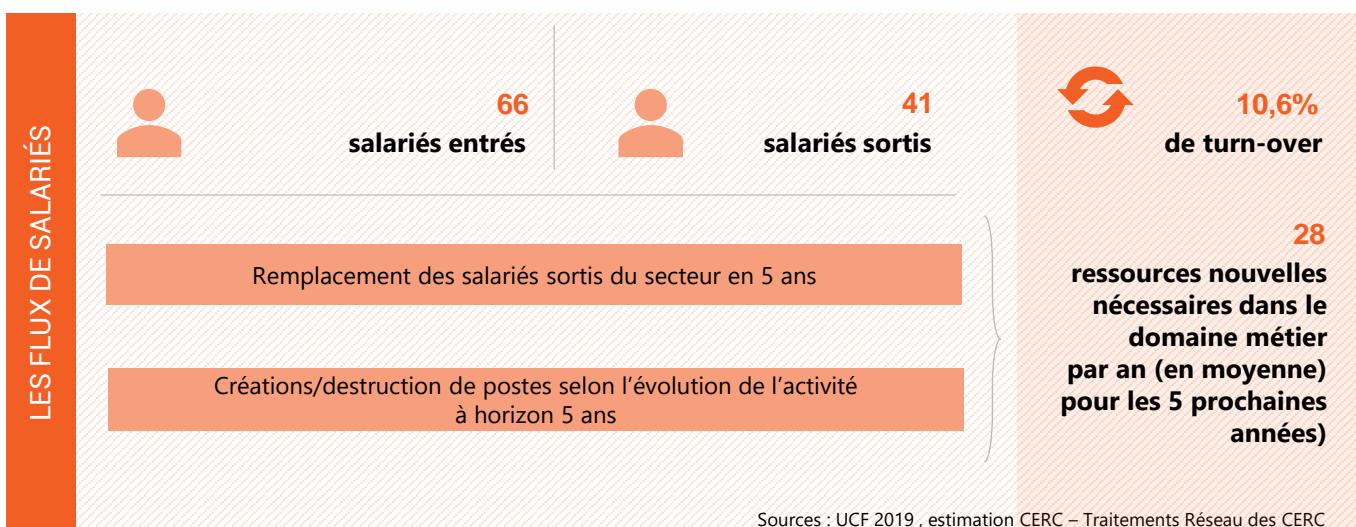 LES FLUX DE SALARIÉS
66
salariés entrés
41
salariés sortis
10,6%
de turn-over
Remplacement des salariés sortis du secteur en 5 ans
Créations/destruction de postes selon l’évolution de l’activité
à horizon 5 ans
28
ressources nouvelles
nécessaires dans le
domaine métier
par an (en moyenne)
pour les 5 prochaines
années)
Sources : UCF 2019 , estimation CERC – Traitements Réseau des CERC